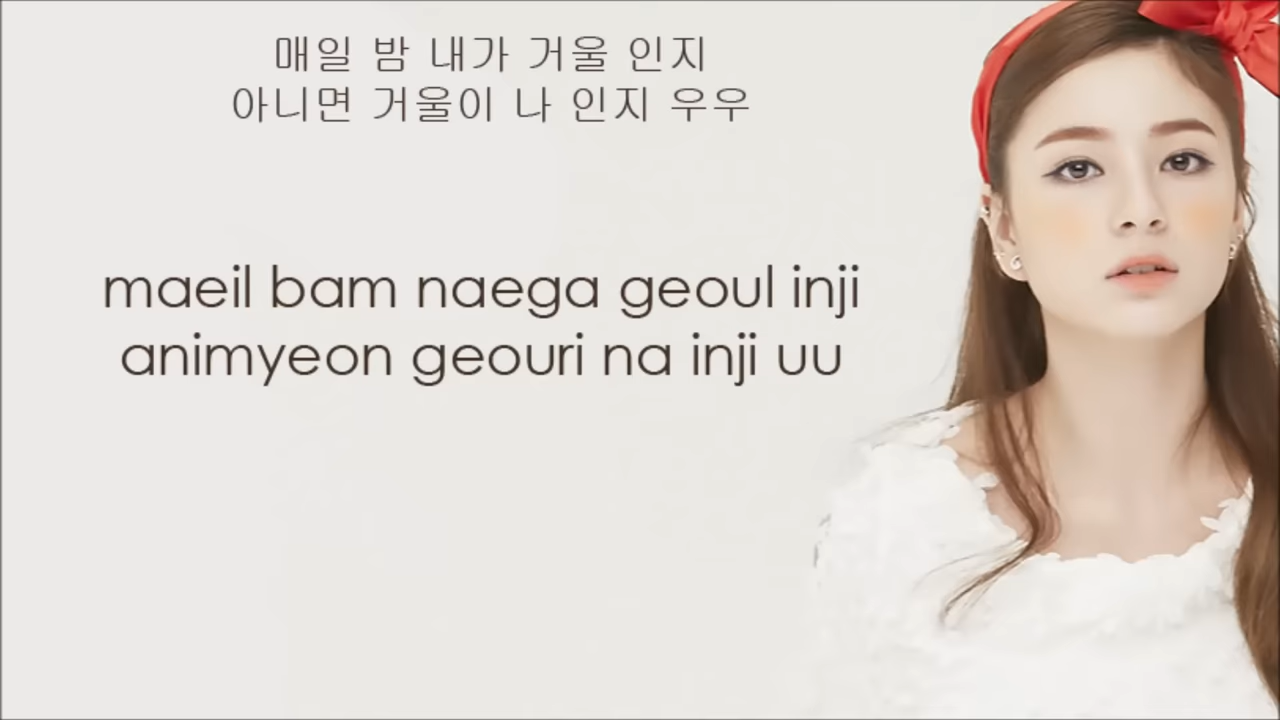 매일 밤 내가 거울 인지
아니면 거울이 나 인지 우우
maeil bam naega geoul inji
animyeon geouri na inji uu